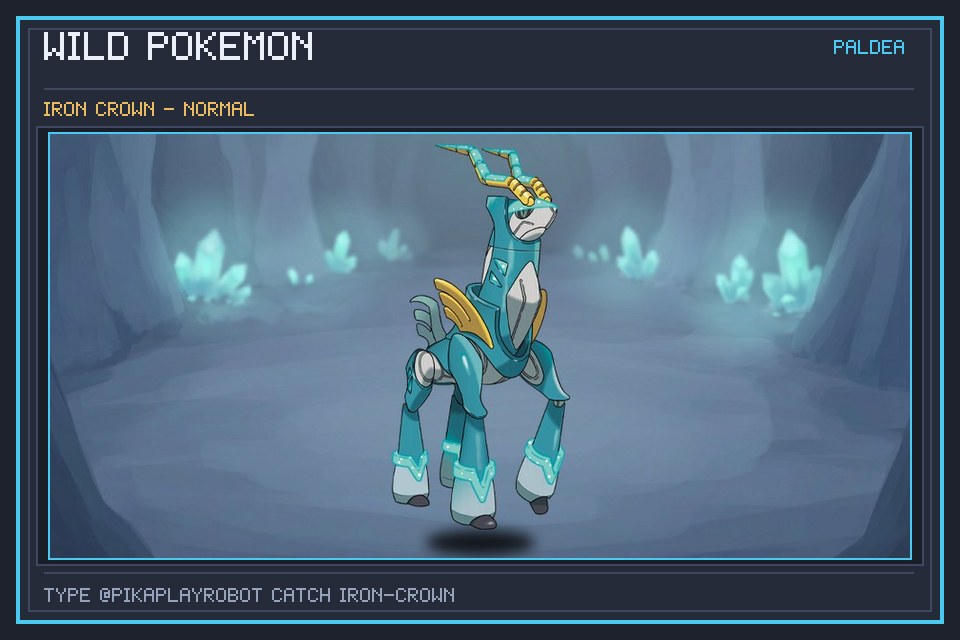 WILD POKEMON
PALDEA
IRON CROWN - NORMAL
TYPE @PIKAPLAYROBOT CATCH IRON-CROWN